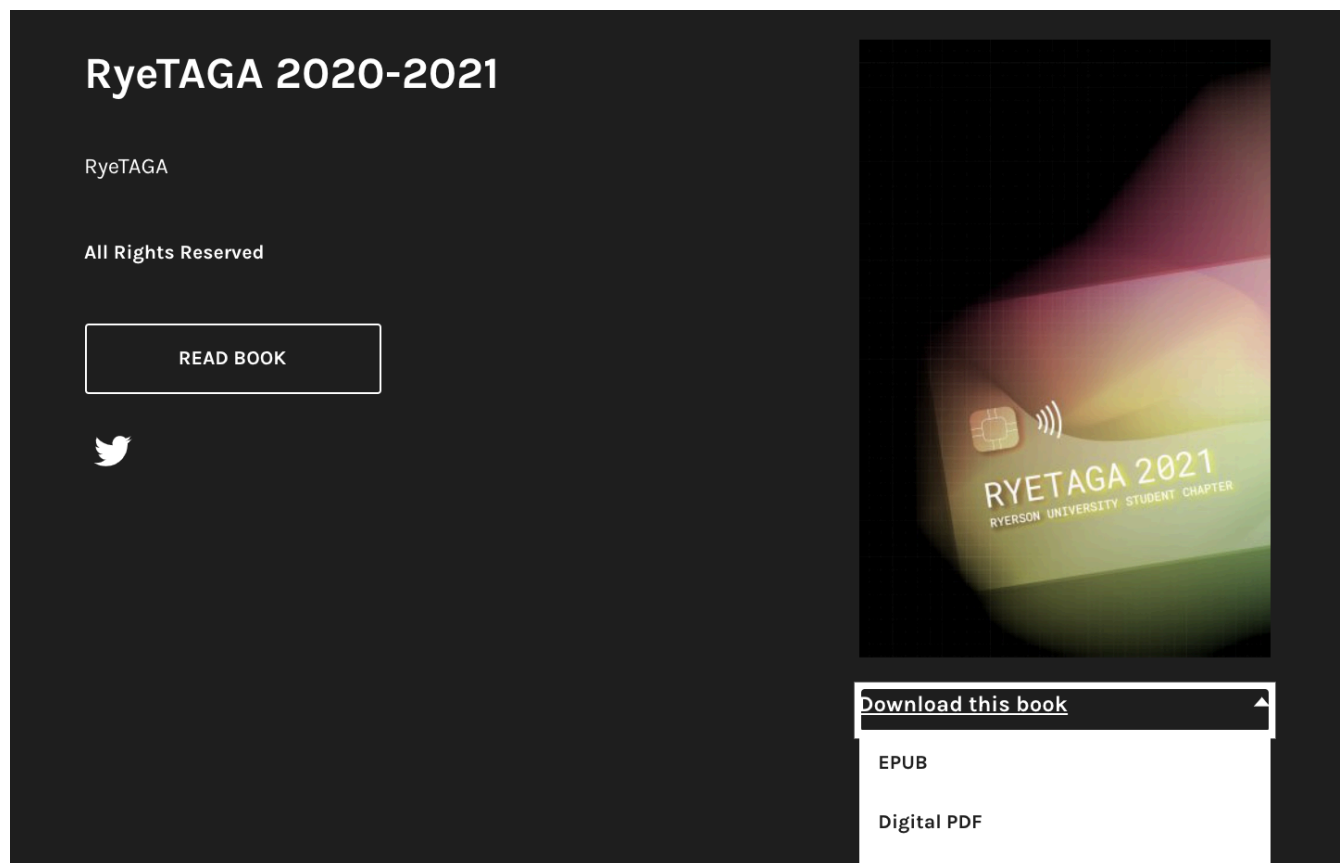 RyeTAGA 2020-2021
RyeTAGA
All Rights Reserved
READ BOOK
RYETAGA 2021
RYERSON UNIVERSITY STUDENT CHAPTER
Download this book
EPUB
Digital PDF